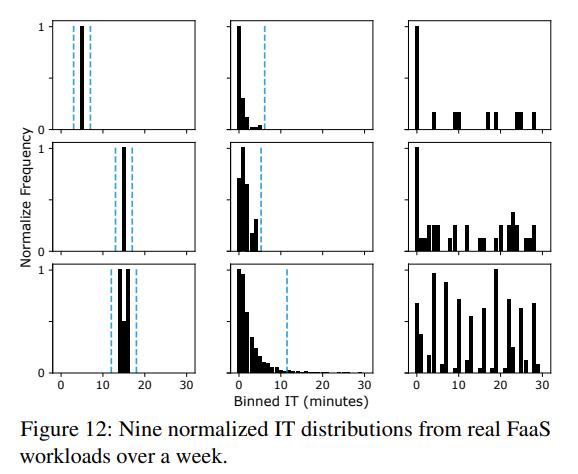 1
0
1
0
1
0
Normalize Frequency
0 10 20 30
0 10 20 30
0 10 20 30
Binned IT (minutes)
Figure 12: Nine normalized IT distributions from real FaaS
workloads over a week.